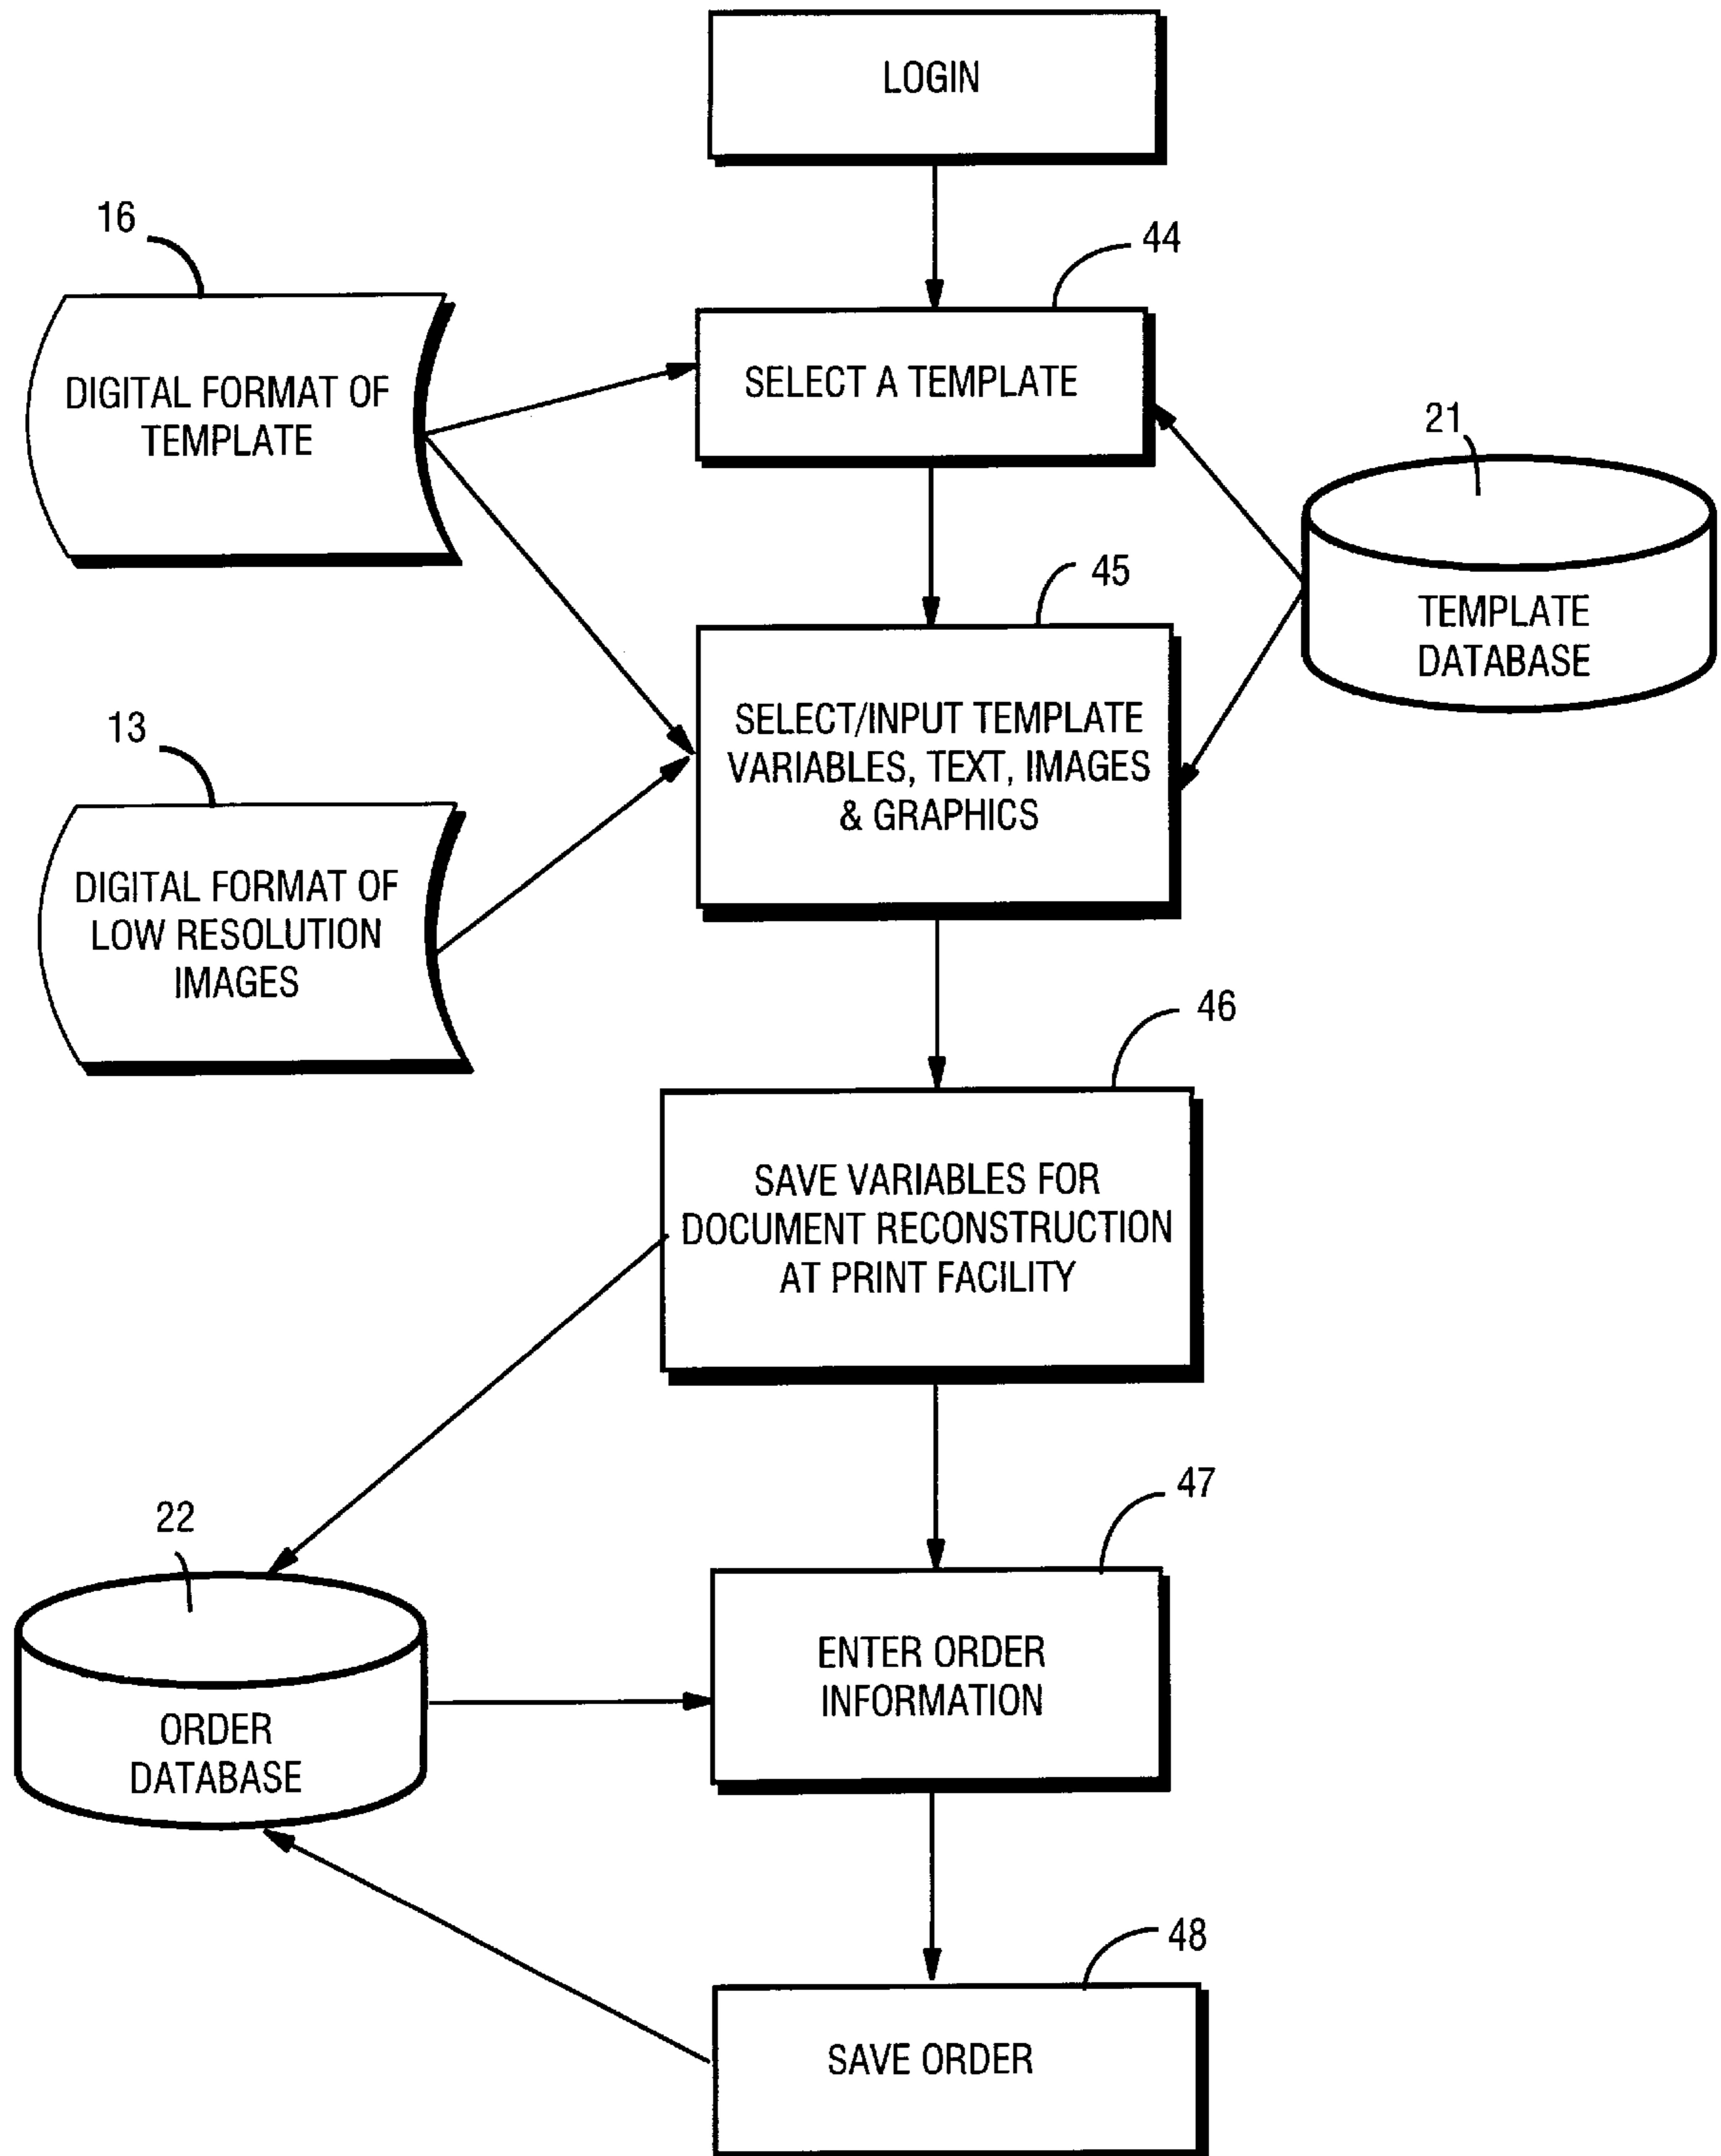 LOGIN
16
44
DIGITAL FORMAT OF
TEMPLATE
SELECT A TEMPLATE
21
TEMPLATE
DATABASE
45
SELECT/INPUT TEMPLATE
VARIABLES, TEXT, IMAGES
& GRAPHICS
13
DIGITAL FORMAT OF
LOW RESOLUTION
IMAGES
46
SAVE VARIABLES FOR
DOCUMENT RECONSTRUCTION
AT PRINT FACILITY
22
ORDER
DATABASE
47
ENTER ORDER
INFORMATION
48
SAVE ORDER